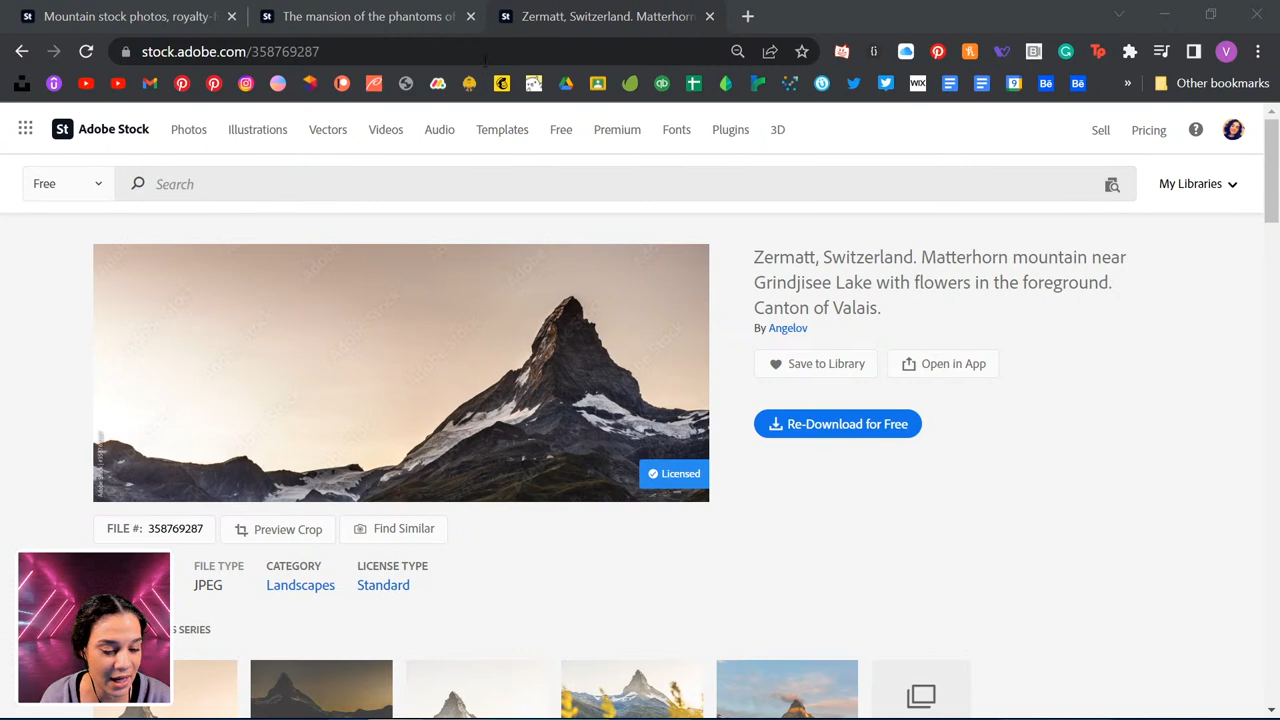 Mountain stock photos, royalty-f
The mansion of the phantoms of
Zermatt, Switzerland. Matterhorn
stock.adobe.com/358769287
Other bookmarks
St Adobe Stock Photos Illustrations Vectors Videos Audio Templates Free Premium Fonts Plugins 3D Sell Pricing
Free Search My Libraries
Zermatt, Switzerland. Matterhorn mountain near
Grindjisee Lake with flowers in the foreground.
Canton of Valais.
By Angelov
Save to Library Open in App
Re-Download for Free
Licensed
FILE #: 358769287 Preview Crop Find Similar
FILE TYPE CATEGORY LICENSE TYPE
JPEG Landscapes Standard
SERIES